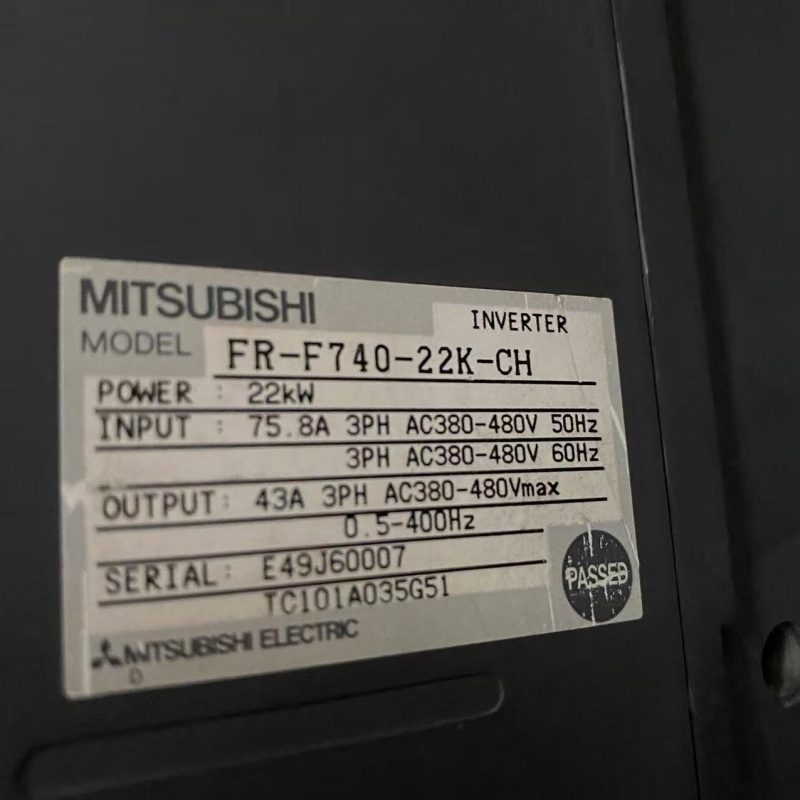 MITSUBISHI
INVERTER
MODEL FR-F740-22K-CH
POWER : 22kW
INPUT : 75.8A 3PH AC380-480V 50Hz
3PH AC380-480V 60Hz
OUTPUT: 43A 3PH AC380-480Vmax
0.5-400Hz
SERIAL: E49J60007
TC101A035G51
PASSED
MITSUBISHI ELECTRIC
D